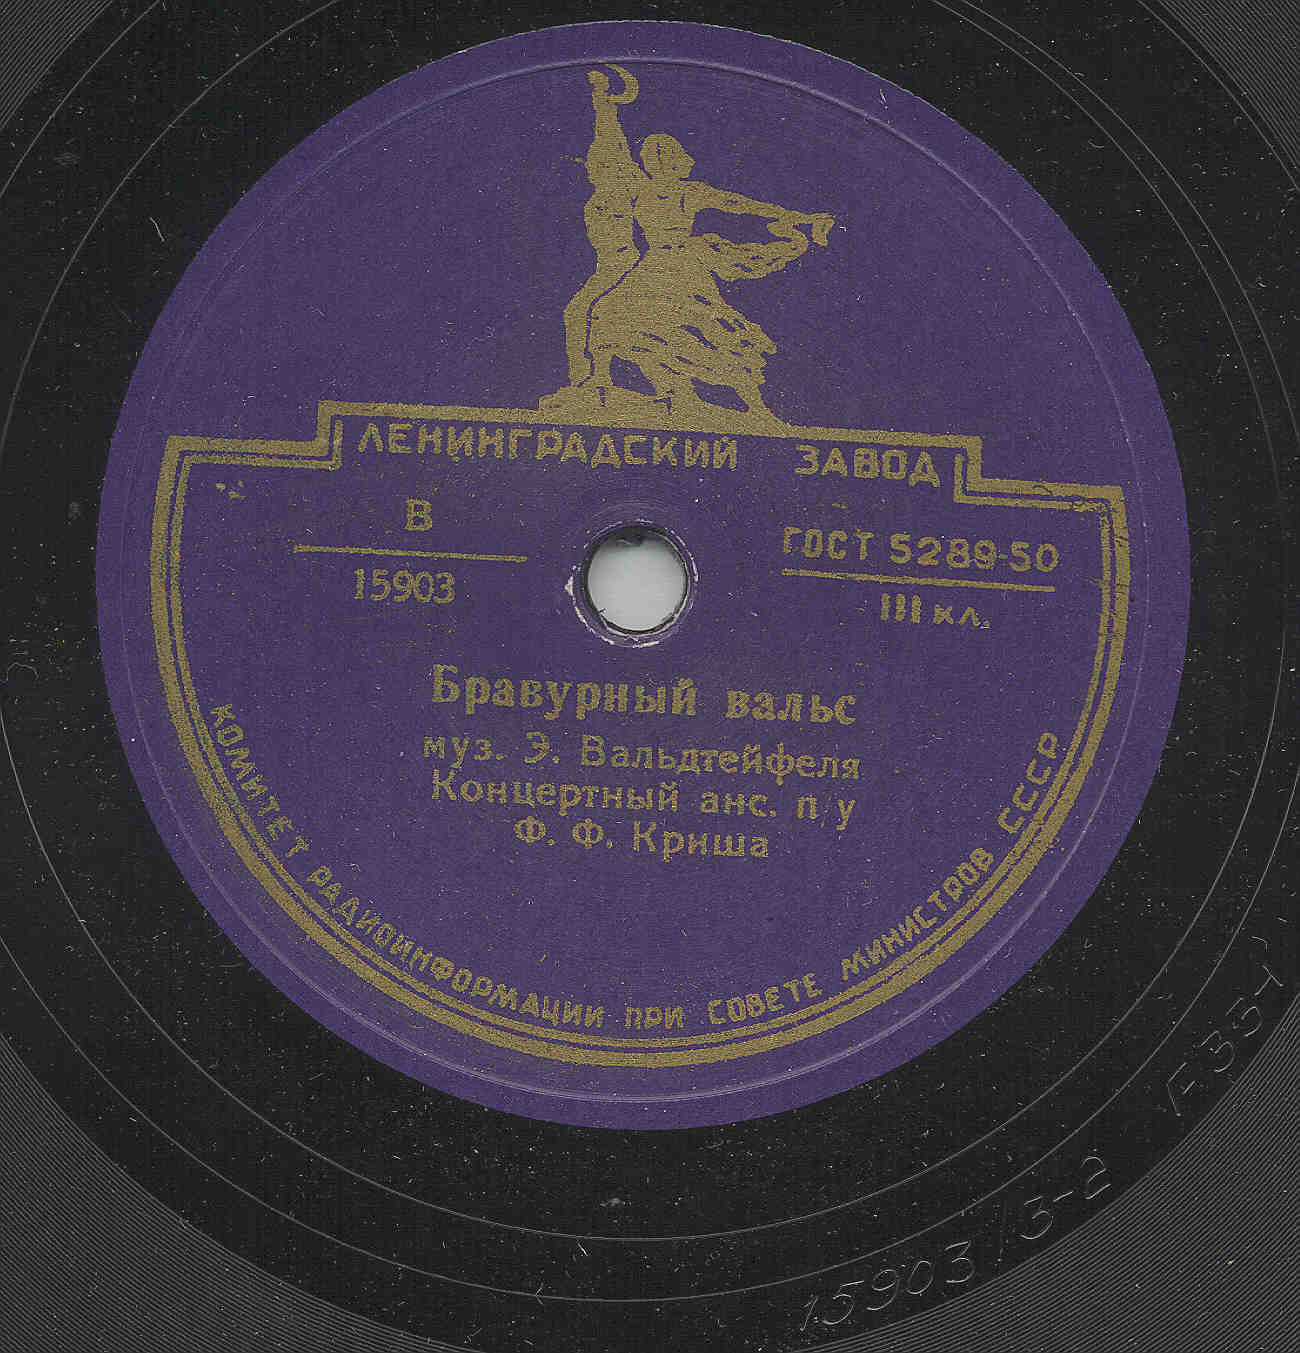 ЛЕНИНГРАДСКИЙ ЗАВОД
В
15903
ГОСТ 5289-50
III кл.
Бравурный вальс
муз. Э. Вальдтейфеля
Концертный анс. п/у
Ф. Ф. Криша
КОМИТЕТ РАДИОИНФОРМАЦИИ ПРИ СОВЕТЕ МИНИСТРОВ СССР
15903/3-2